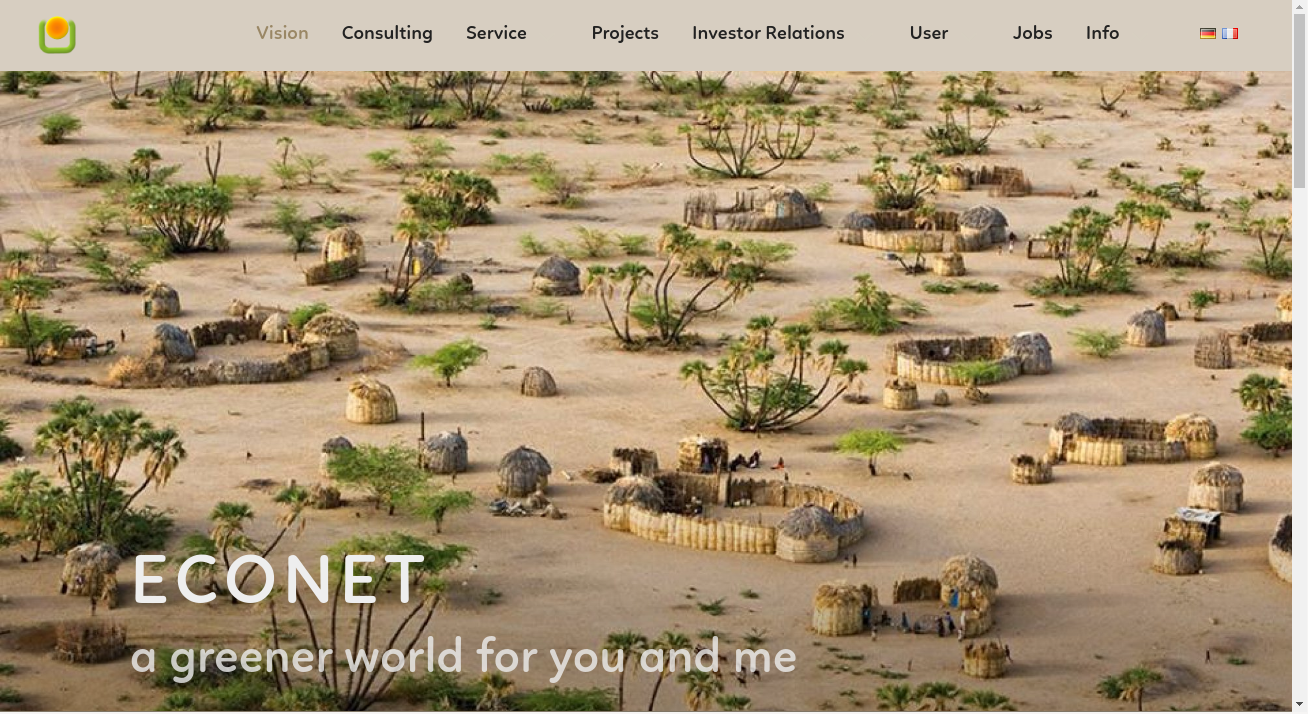 Vision Consulting Service Projects Investor Relations User Jobs Info
ECONET
a greener world for you and me